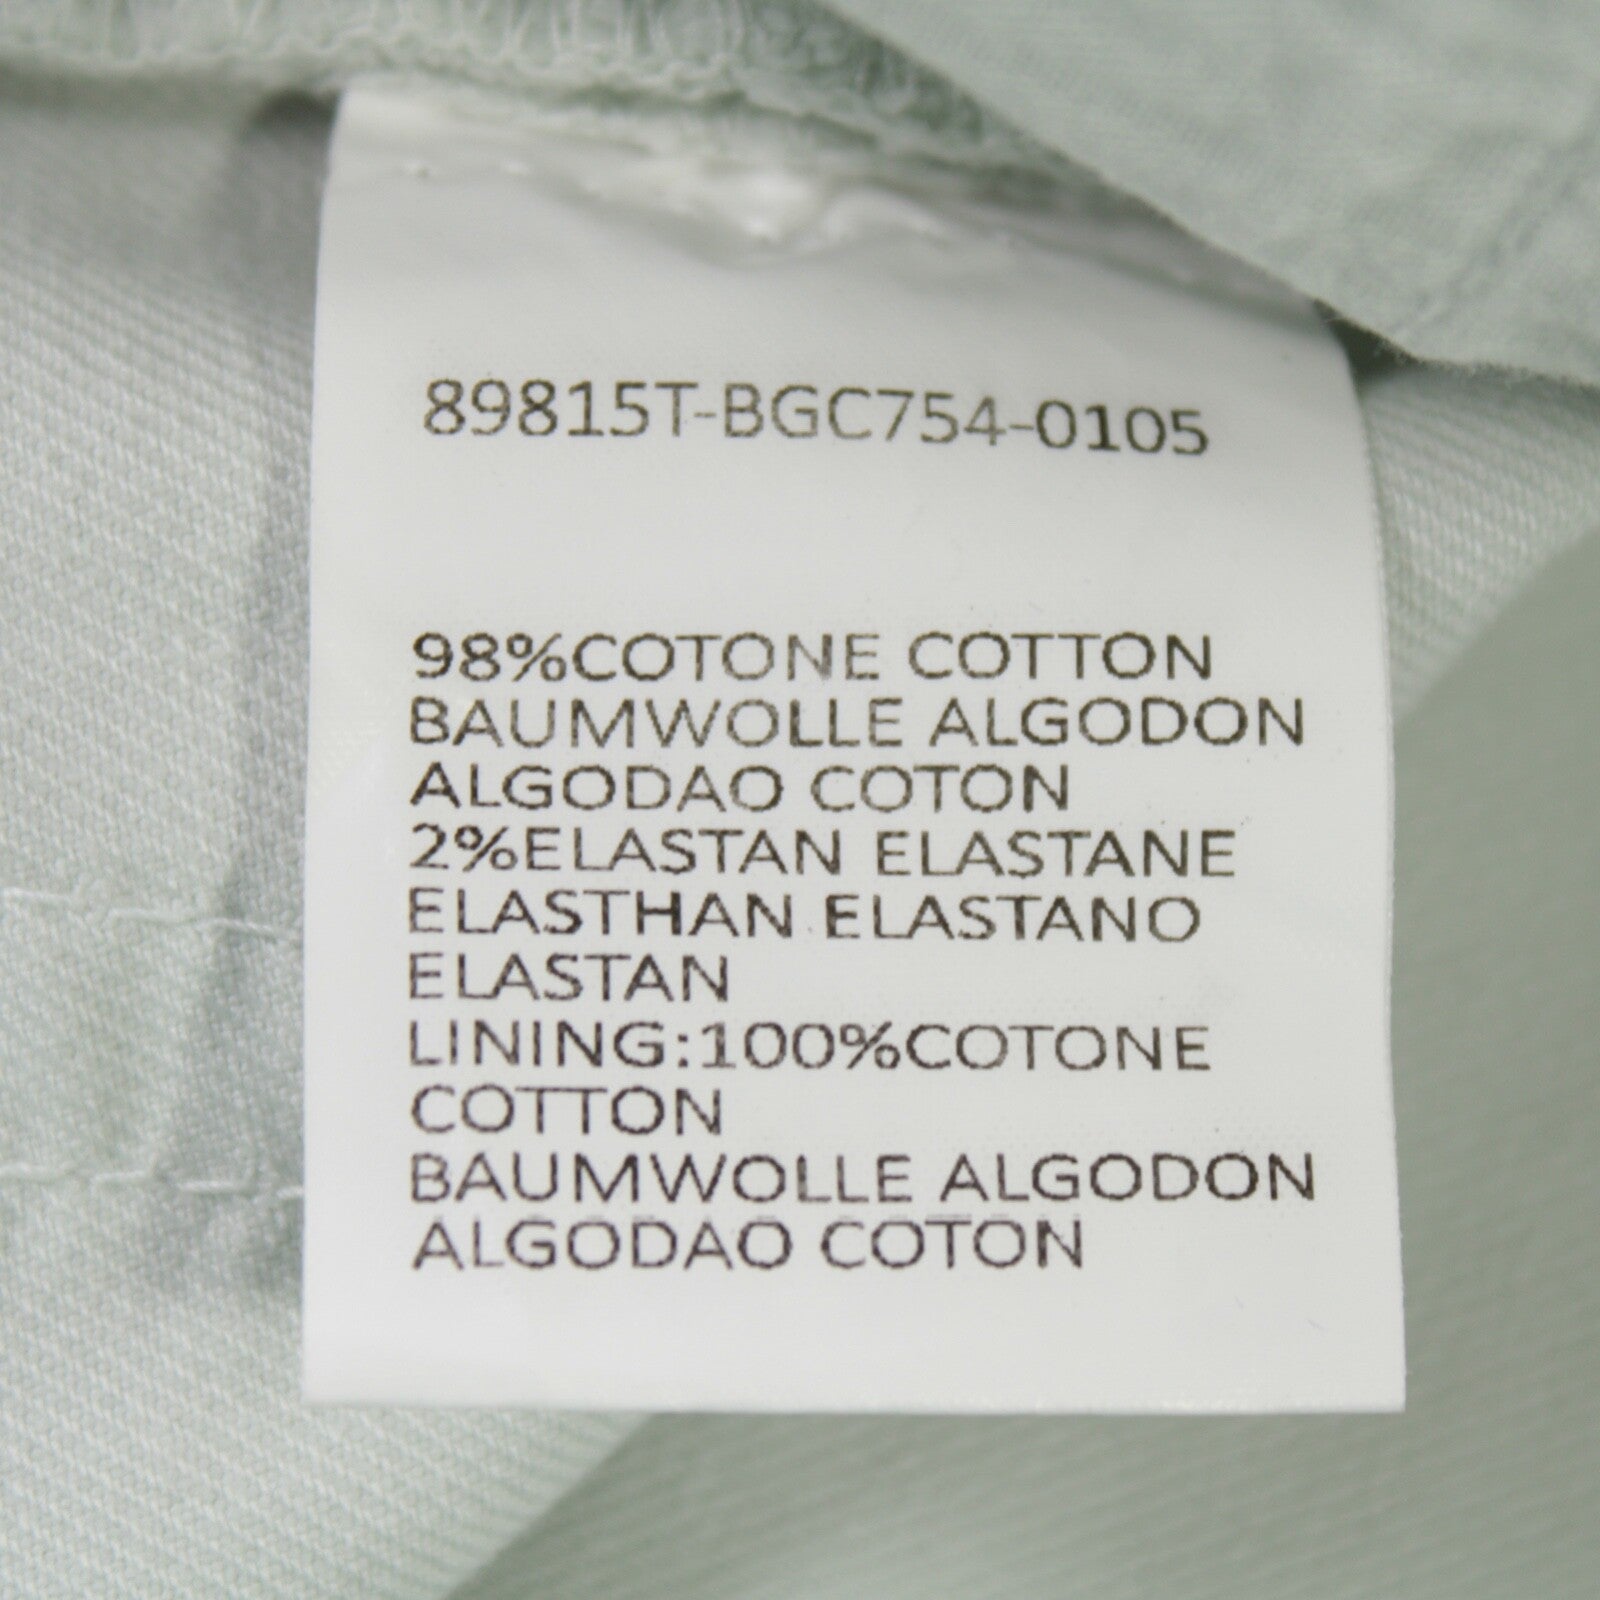 89815T-BGC754-0105
98%COTONE COTTON
BAUMWOLLE ALGODON
ALGODAO COTON
2%ELASTAN ELASTANE
ELASTHAN ELASTANO
ELASTAN
LINING:100%COTONE
COTTON
BAUMWOLLE ALGODON
ALGODAO COTON